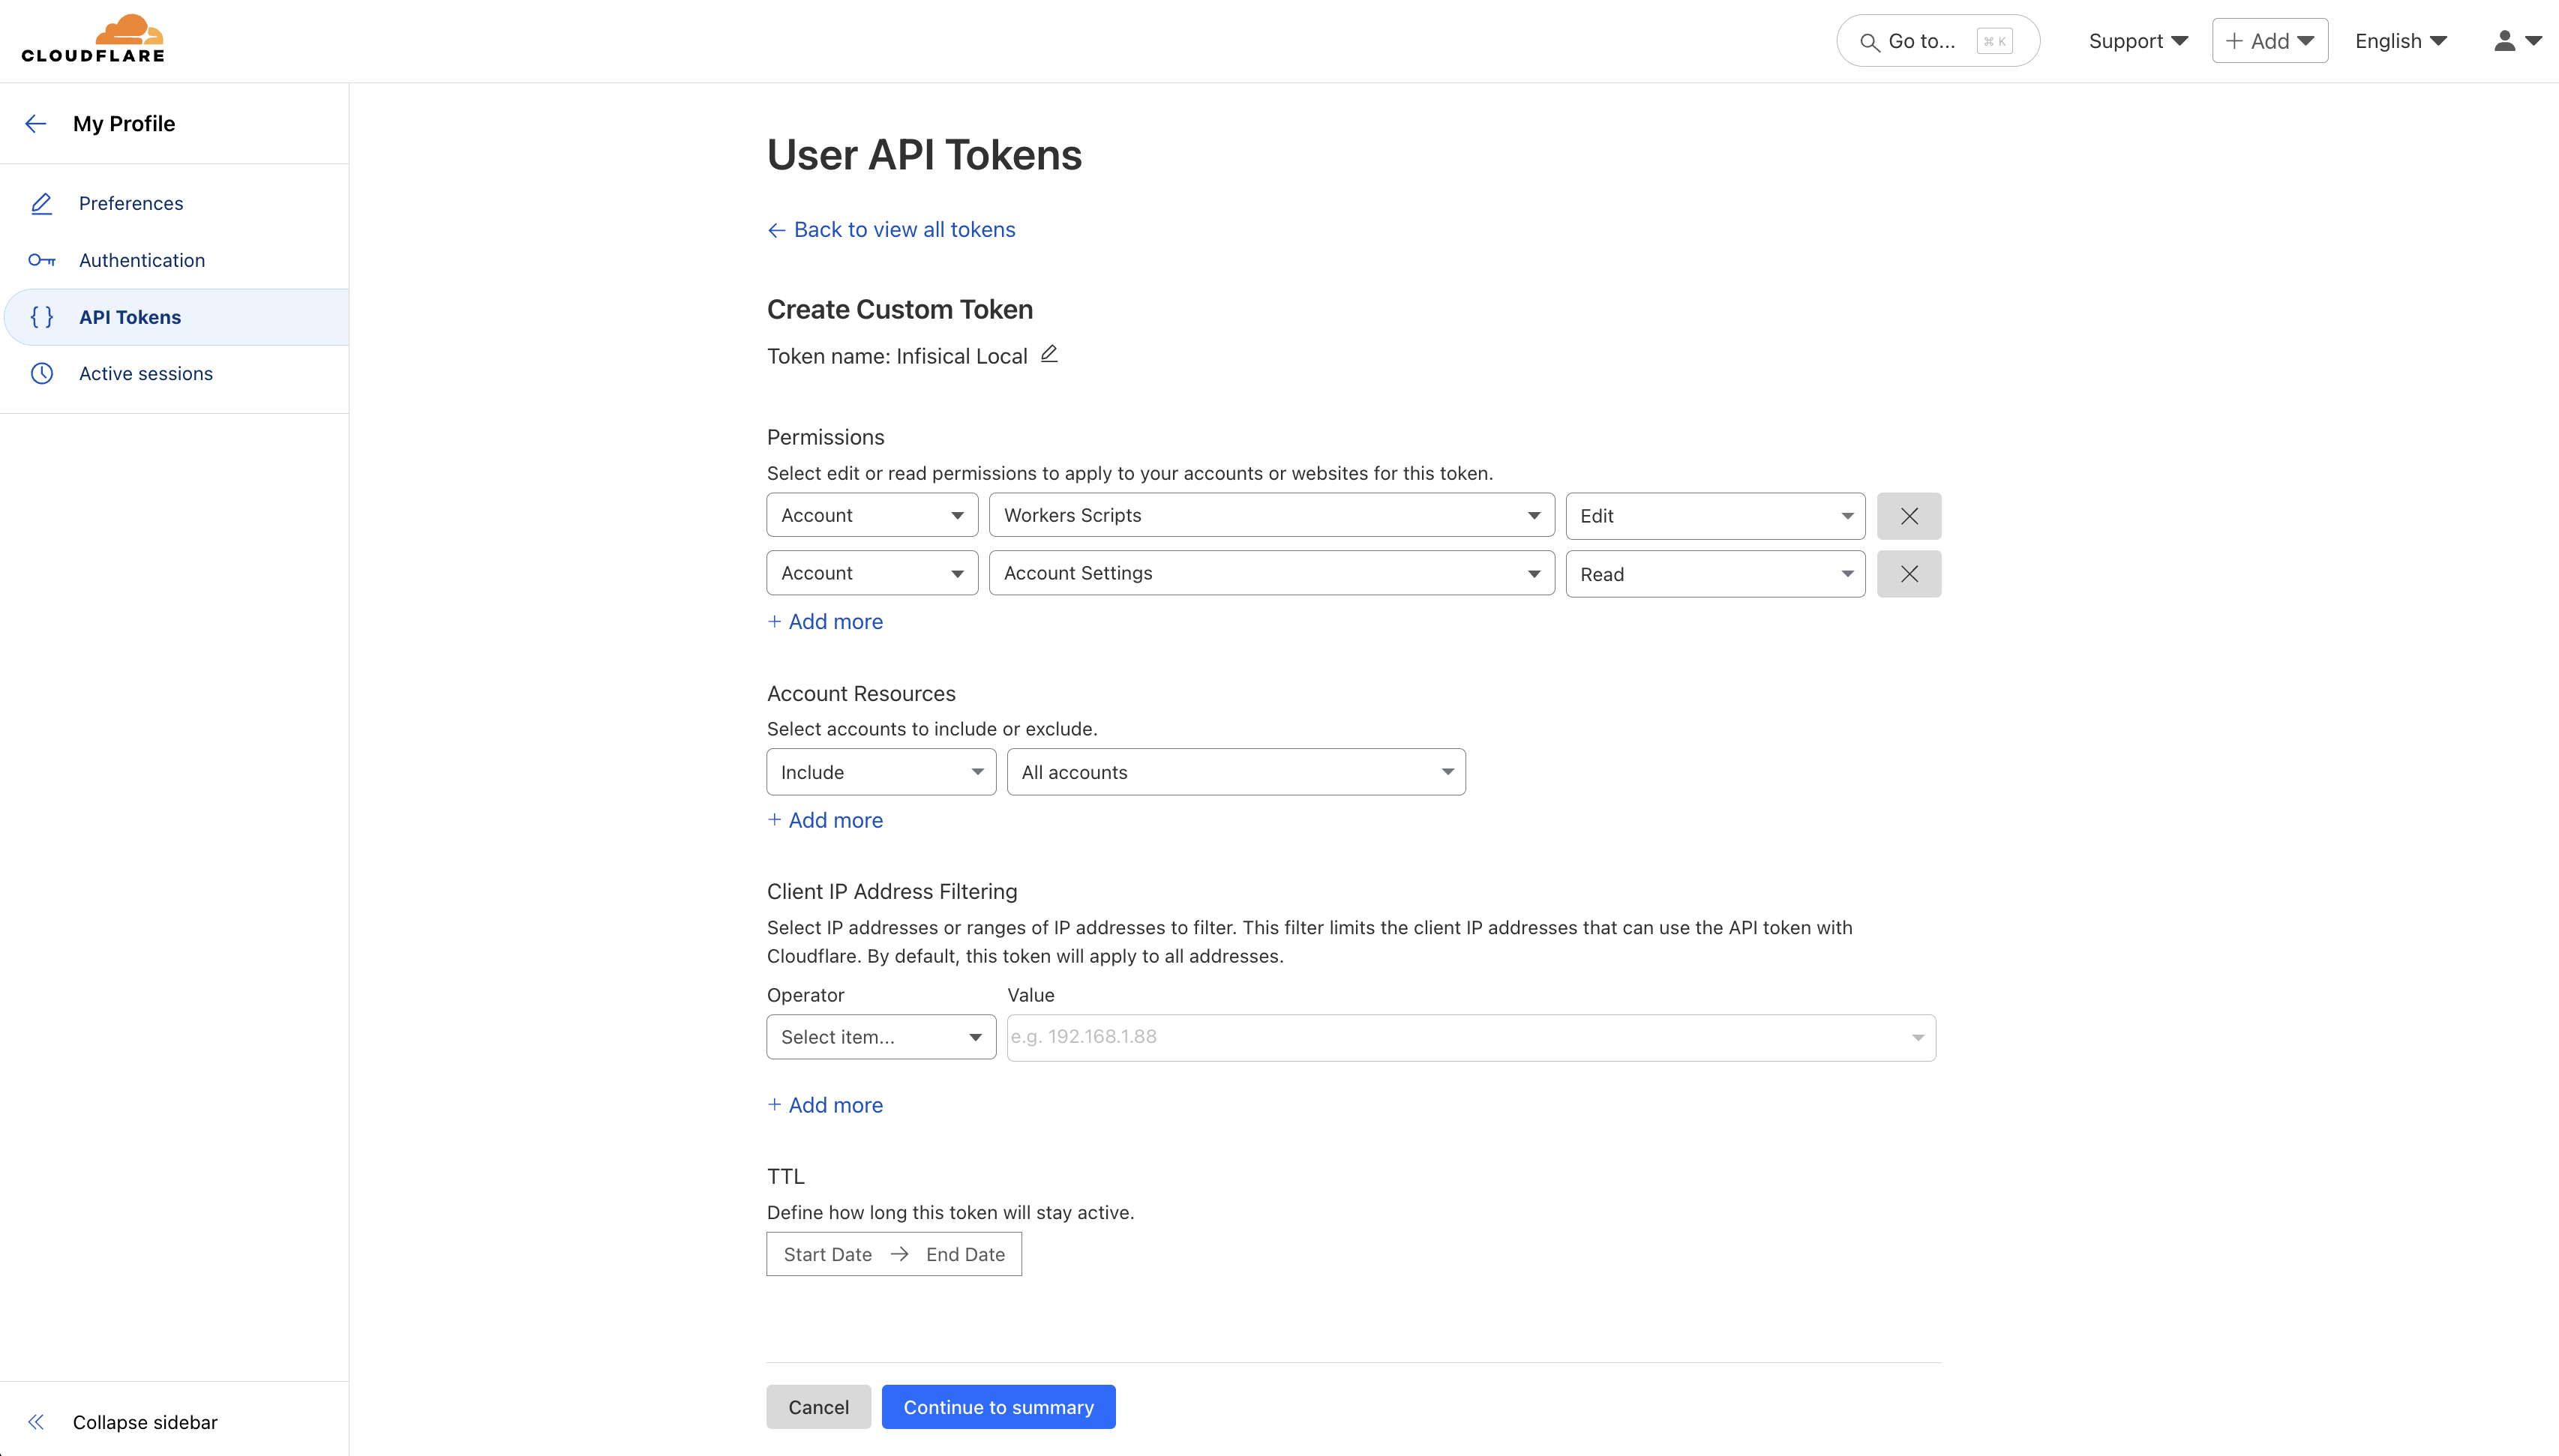 CLOUDFLARE
Go to... ⌘ K
Support
+ Add
English
My Profile
Preferences
Authentication
API Tokens
Active sessions
User API Tokens
← Back to view all tokens
Create Custom Token
Token name: Infisical Local
Permissions
Select edit or read permissions to apply to your accounts or websites for this token.
Account Workers Scripts Edit
Account Account Settings Read
+ Add more
Account Resources
Select accounts to include or exclude.
Include All accounts
+ Add more
Client IP Address Filtering
Select IP addresses or ranges of IP addresses to filter. This filter limits the client IP addresses that can use the API token with
Cloudflare. By default, this token will apply to all addresses.
Operator Value
Select item... e.g. 192.168.1.88
+ Add more
TTL
Define how long this token will stay active.
Start Date → End Date
Cancel Continue to summary
Collapse sidebar